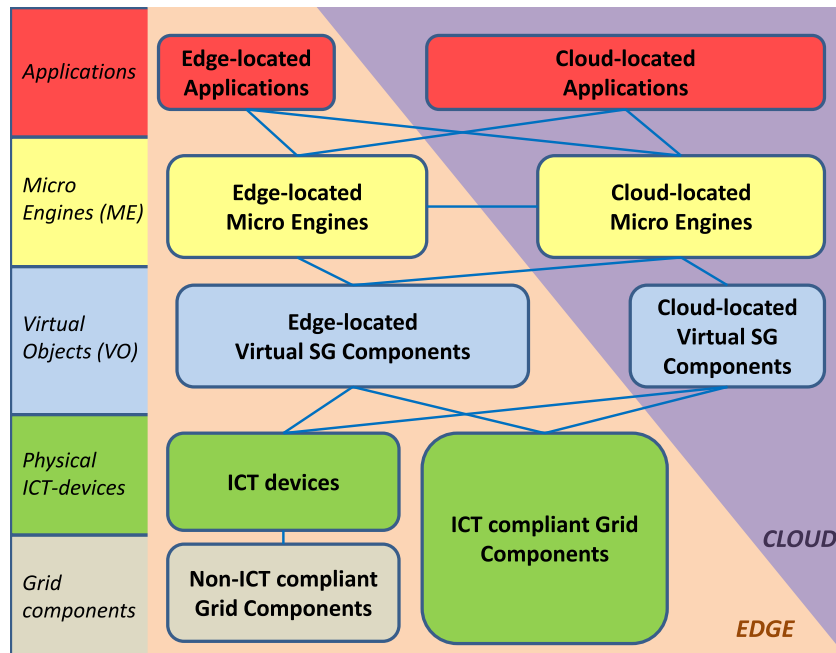 Applications
Edge-located
Applications
Cloud-located
Applications
Micro
Engines (ME)
Edge-located
Micro Engines
Cloud-located
Micro Engines
Virtual
Objects (VO)
Edge-located
Virtual SG Components
Cloud-located
Virtual SG
Components
Physical
ICT-devices
ICT devices
ICT compliant Grid
Components
CLOUD
Grid
components
Non-ICT compliant
Grid Components
EDGE